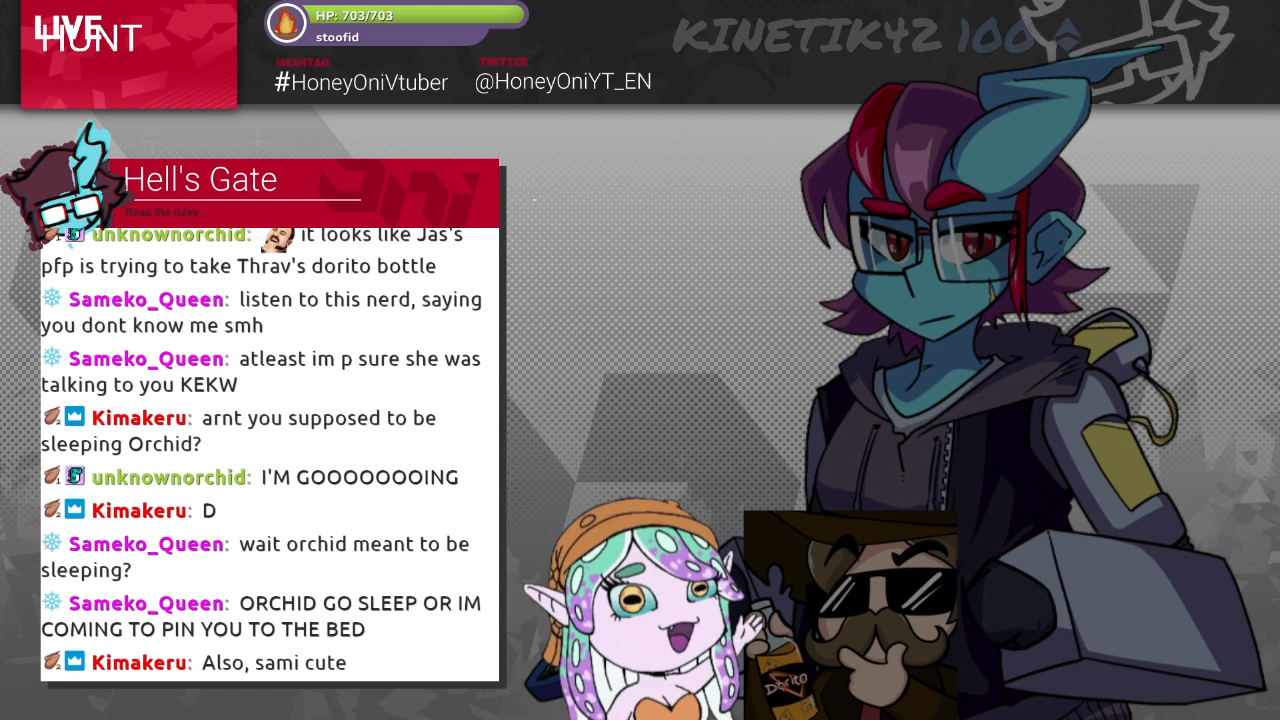 LIVE
HUNT
HP: 703/703
stoofid
HASHTAG
#HoneyOniVtuber
TWITTER
@HoneyOniYT_EN
KINETIK42 100
Hell's Gate
oni
Read the rules
unknownorchid: it looks like Jas's
pfp is trying to take Thrav's dorito bottle
Sameko_Queen: listen to this nerd, saying
you dont know me smh
Sameko_Queen: atleast im p sure she was
talking to you KEKW
Kimakeru: arnt you supposed to be
sleeping Orchid?
unknownorchid: I'M GOOOOOOOING
Kimakeru: D
Sameko_Queen: wait orchid meant to be
sleeping?
Sameko_Queen: ORCHID GO SLEEP OR IM
COMING TO PIN YOU TO THE BED
Kimakeru: Also, sami cute
Dorito